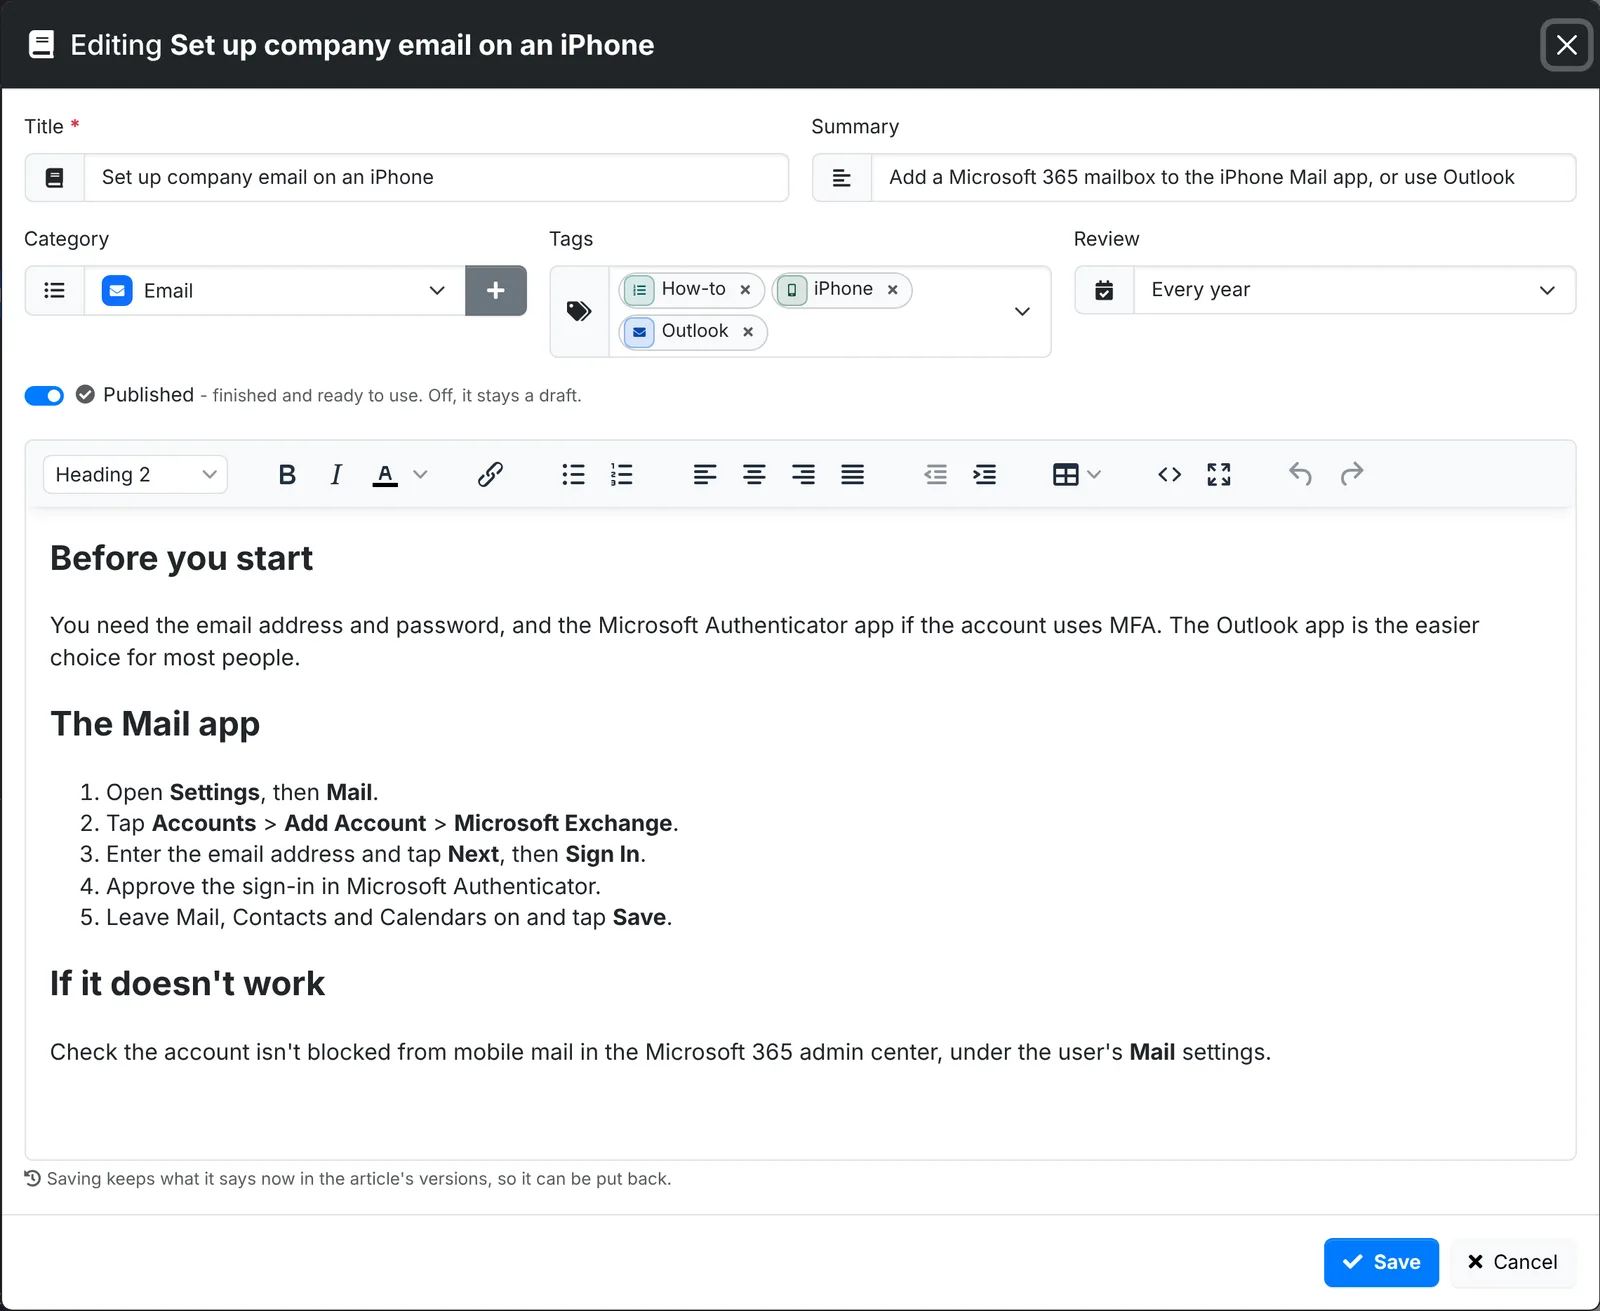 Editing Set up company email on an iPhone
Title *
Summary
Set up company email on an iPhone
Add a Microsoft 365 mailbox to the iPhone Mail app, or use Outlook
Category
Tags
Review
Email
How-to
iPhone
Outlook
Every year
Published - finished and ready to use. Off, it stays a draft.
Heading 2
Before you start
You need the email address and password, and the Microsoft Authenticator app if the account uses MFA. The Outlook app is the easier
choice for most people.
The Mail app
1. Open Settings, then Mail.
2. Tap Accounts > Add Account > Microsoft Exchange.
3. Enter the email address and tap Next, then Sign In.
4. Approve the sign-in in Microsoft Authenticator.
5. Leave Mail, Contacts and Calendars on and tap Save.
If it doesn't work
Check the account isn't blocked from mobile mail in the Microsoft 365 admin center, under the user's Mail settings.
Saving keeps what it says now in the article's versions, so it can be put back.
Save
Cancel